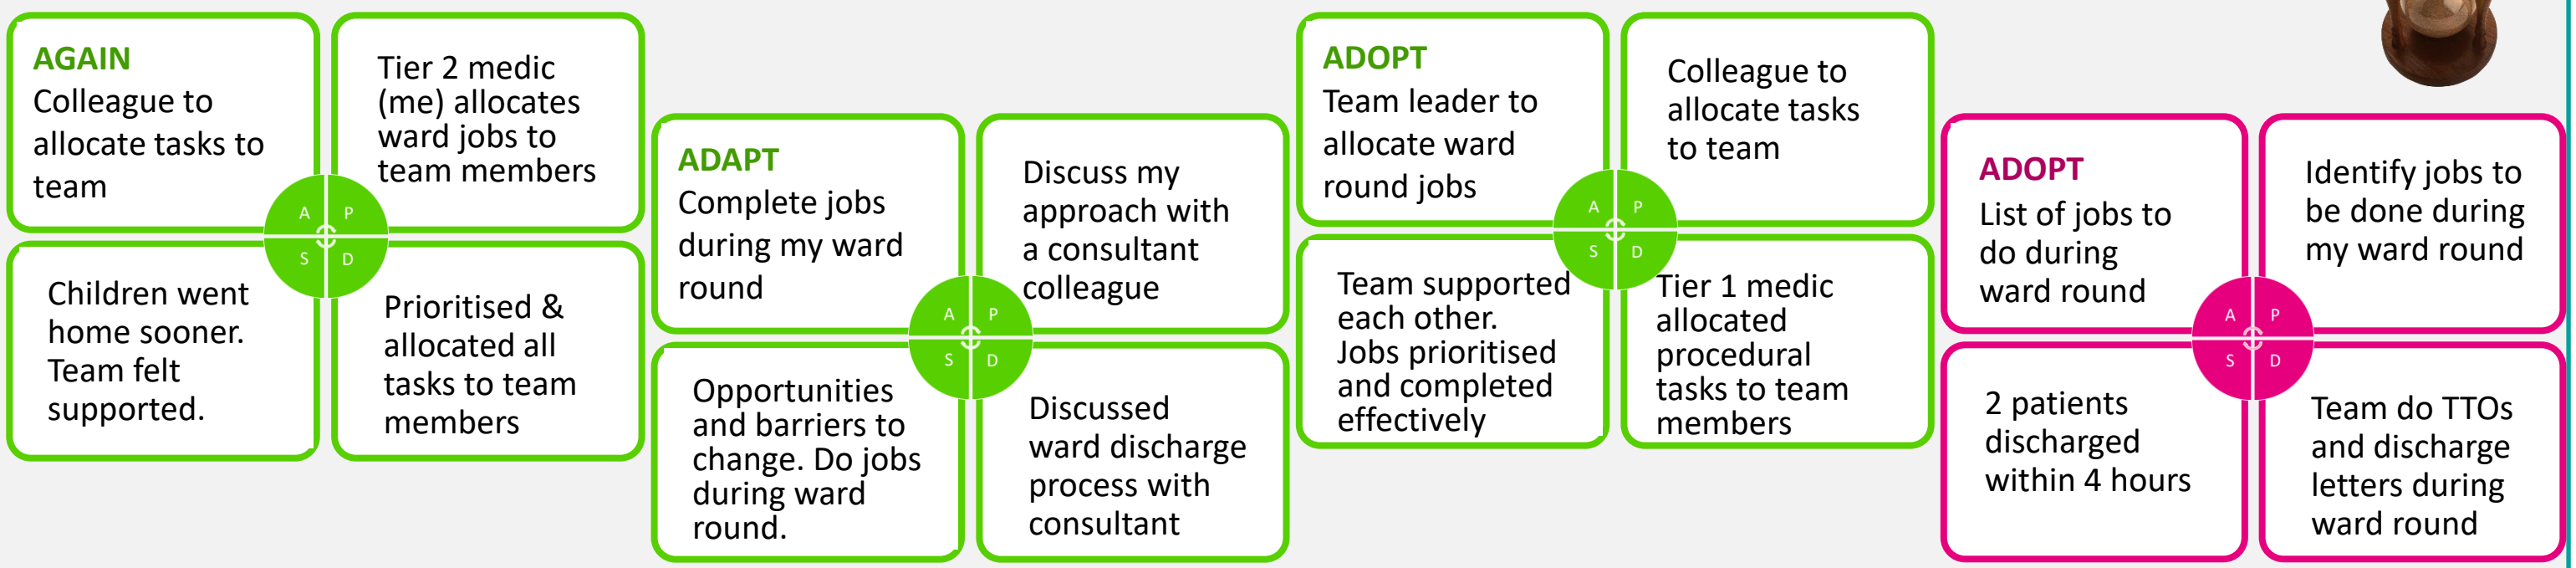 AGAIN
Colleague to
allocate tasks to
team
Tier 2 medic
(me) allocates
ward jobs to
team members
A P
S D
Children went
home sooner.
Team felt
supported.
Prioritised &
allocated all
tasks to team
members
ADAPT
Complete jobs
during my ward
round
Discuss my
approach with
a consultant
colleague
A P
S D
Opportunities
and barriers to
change. Do jobs
during ward
round.
Discussed
ward discharge
process with
consultant
ADOPT
Team leader to
allocate ward
round jobs
Colleague to
allocate tasks
to team
A P
S D
Team supported
each other.
Jobs prioritised
and completed
effectively
Tier 1 medic
allocated
procedural
tasks to team
members
ADOPT
List of jobs to
do during
ward round
Identify jobs to
be done during
my ward round
A P
S D
2 patients
discharged
within 4 hours
Team do TTOs
and discharge
letters during
ward round